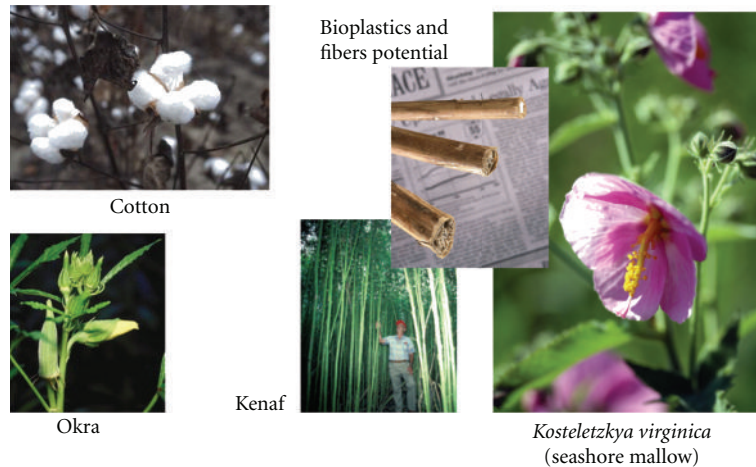 Bioplastics and
fibers potential
Cotton
Okra
Kenaf
Kosteletzkya virginica
(seashore mallow)